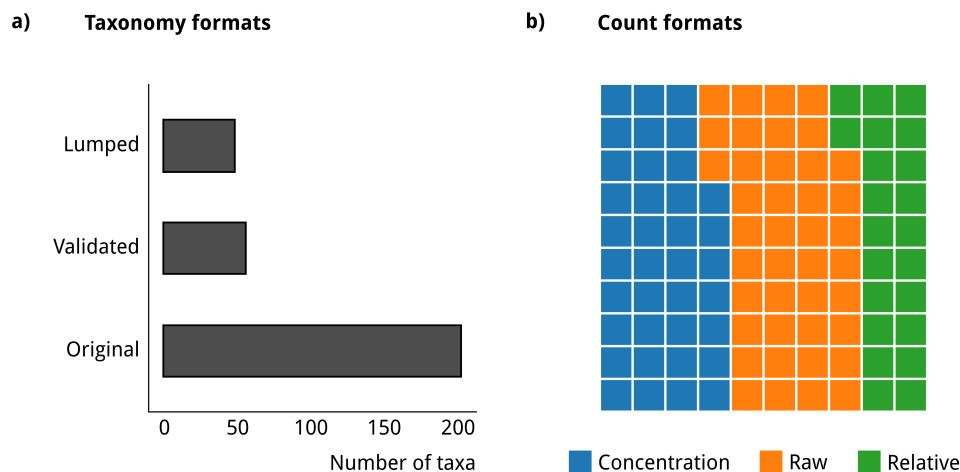 a) Taxonomy formats
Lumped
Validated
Original
0 50 100 150 200
Number of taxa
b) Count formats
Concentration Raw Relative